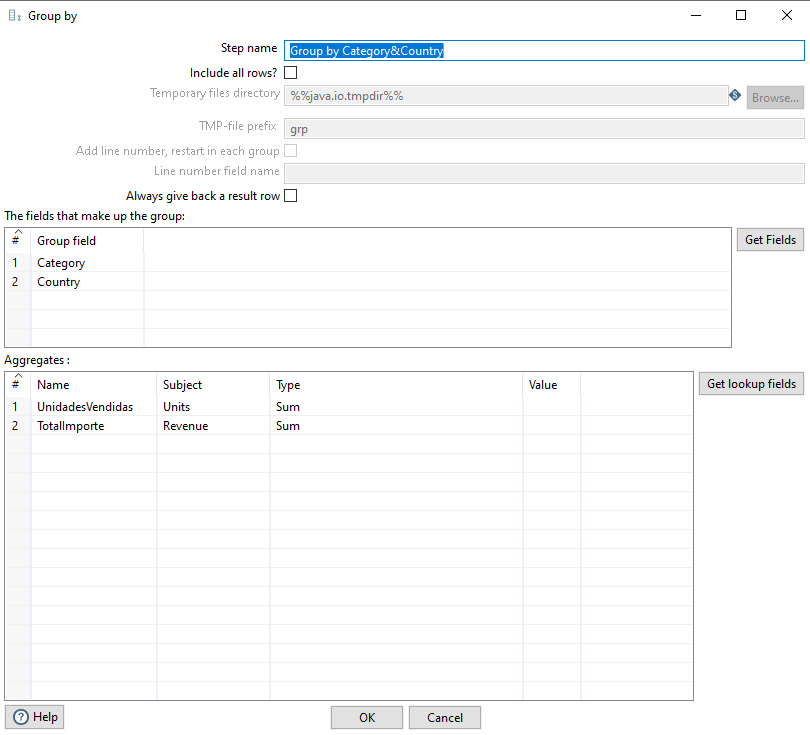 Group by
Step name Group by Category&Country
Include all rows?
Temporary files directory %%java.io.tmpdir%% Browse...
TMP-file prefix grp
Add line number, restart in each group
Line number field name
Always give back a result row
The fields that make up the group:
# Group field Get Fields
1 Category
2 Country
Aggregates :
# Name Subject Type Value Get lookup fields
1 UnidadesVendidas Units Sum
2 TotalImporte Revenue Sum
Help OK Cancel